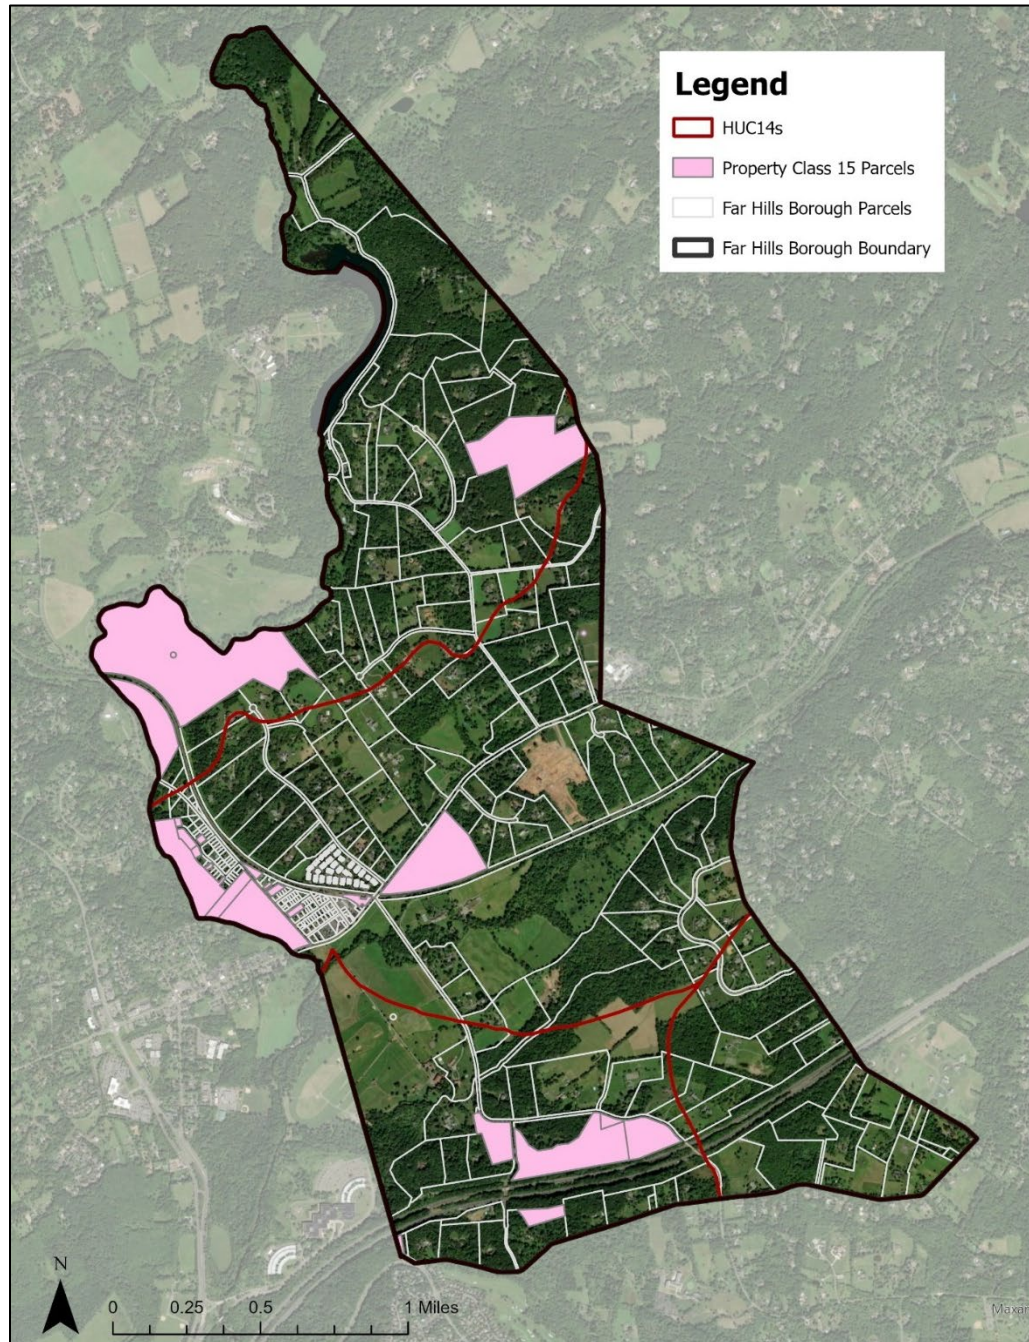 Legend
HUC14s
Property Class 15 Parcels
Far Hills Borough Parcels
Far Hills Borough Boundary
N
0 0.25 0.5 1 Miles
Maxar